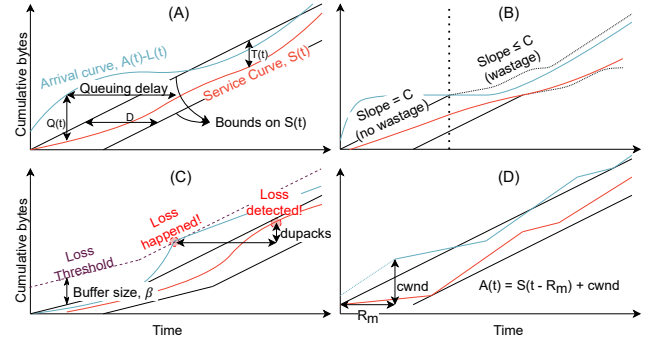 (A)
Cumulative bytes
Arrival curve, A(t)-L(t)
Queuing delay
T(t)
Service Curve, S(t)
Q(t)
D
Bounds on S(t)
(B)
Slope ≤ C
(wastage)
Slope = C
(no wastage)
(C)
Cumulative bytes
Loss
happened!
Loss
detected!
Loss
Threshold
dupacks
Buffer size, β
Time
(D)
cwnd
A(t) = S(t - Rm) + cwnd
Rm
Time